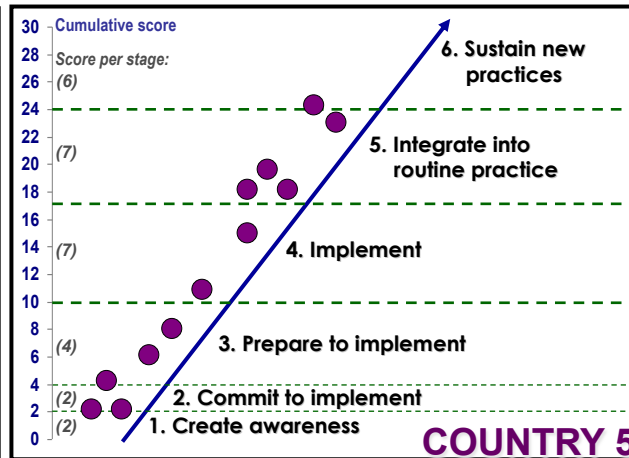 30
Cumulative score
28
Score per stage:
6. Sustain new
practices
26
(6)
24
22
5. Integrate into
routine practice
20
(7)
18
16
14
(7)
4. Implement
12
10
8
3. Prepare to implement
6
(4)
4
2. Commit to implement
(2)
2
1. Create awareness
(2)
0
COUNTRY 5